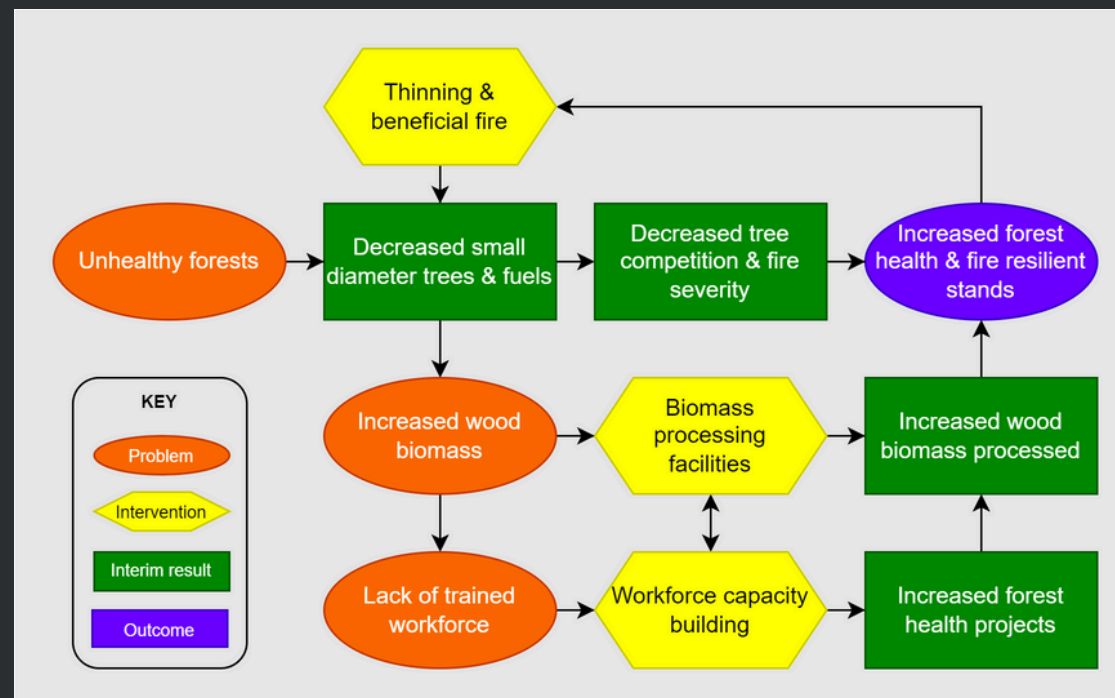 Thinning &
beneficial fire
Unhealthy forests
Decreased small
diameter trees & fuels
Decreased tree
competition & fire
severity
Increased forest
health & fire resilient
stands
KEY
Problem
Intervention
Interim result
Outcome
Increased wood
biomass
Biomass
processing
facilities
Increased wood
biomass processed
Lack of trained
workforce
Workforce capacity
building
Increased forest
health projects